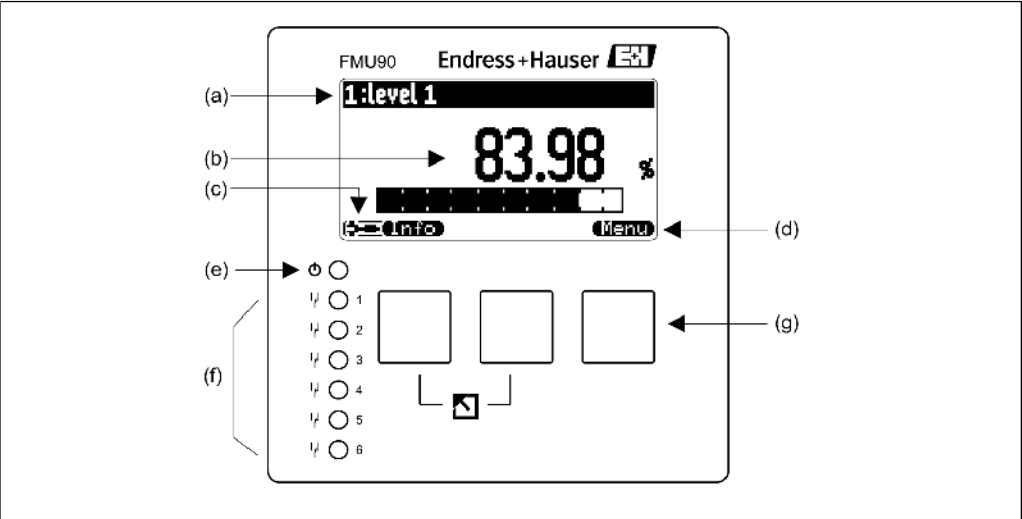 FMU90 Endress+Hauser
(a) 1:level 1
(b) 83.98 %
(c)
Info Menu (d)
(e)
1
2
3
4
5
6
(f)
(g)